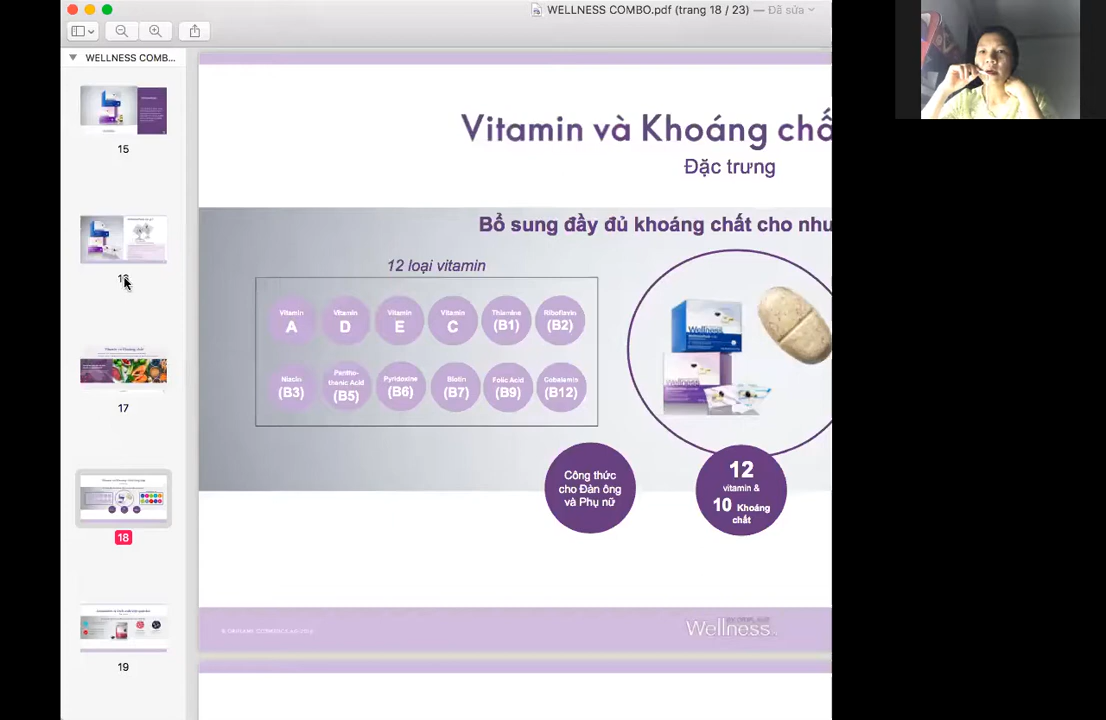 WELLNESS COMBO.pdf (trang 18 / 23) — Đã sửa
WELLNESS COMB...
15
17
18
19
Vitamin và Khoáng chấ
Đặc trưng
Bổ sung đầy đủ khoáng chất cho như
12 loại vitamin
Vitamin A
Vitamin D
Vitamin E
Vitamin C
Thiamine (B1)
Riboflavin (B2)
Niacin (B3)
Pantho-
thenic Acid (B5)
Pyridoxine (B6)
Biotin (B7)
Folic Acid (B9)
Cobalamin (B12)
Wellness
Wellness
Công thức
cho Đàn ông
và Phụ nữ
12
vitamin &
10 Khoáng
chất
Wellness